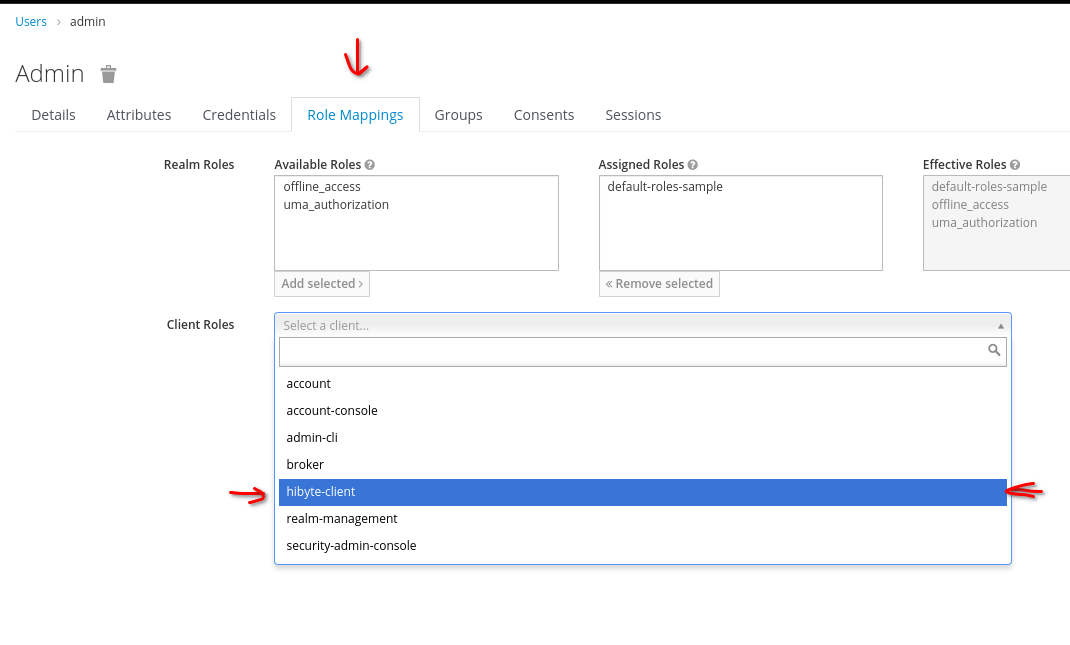 Users > admin
Admin
Details Attributes Credentials Role Mappings Groups Consents Sessions
Realm Roles Available Roles Assigned Roles Effective Roles
offline_access default-roles-sample default-roles-sample
uma_authorization offline_access
uma_authorization
Add selected > « Remove selected
Client Roles Select a client...
account
account-console
admin-cli
broker
hibyte-client
realm-management
security-admin-console